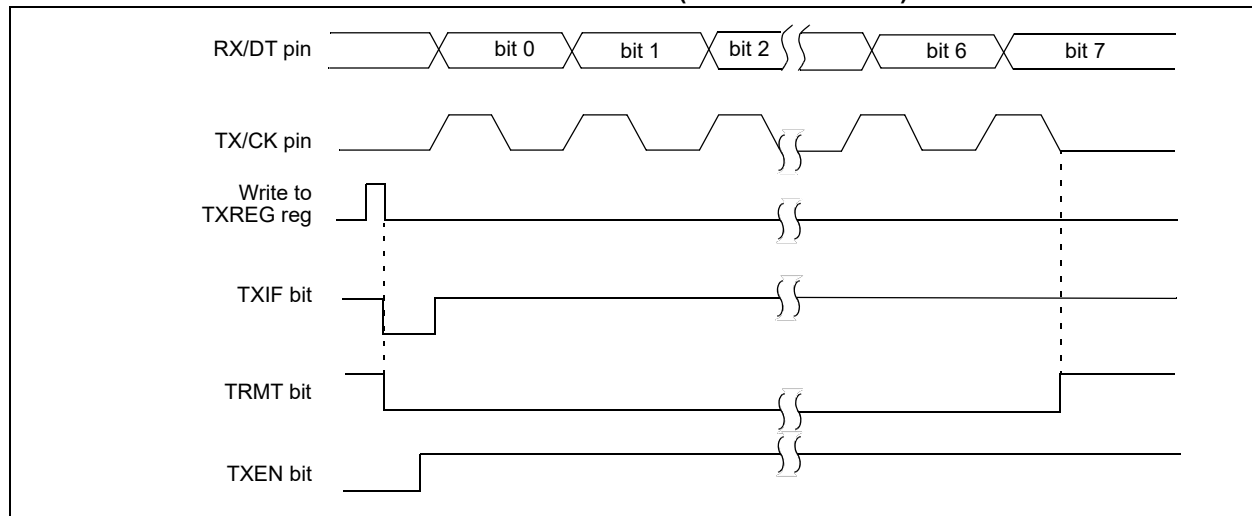 RX/DT pin
bit 0
bit 1
bit 2
bit 6
bit 7
TX/CK pin
Write to
TXREG reg
TXIF bit
TRMT bit
TXEN bit